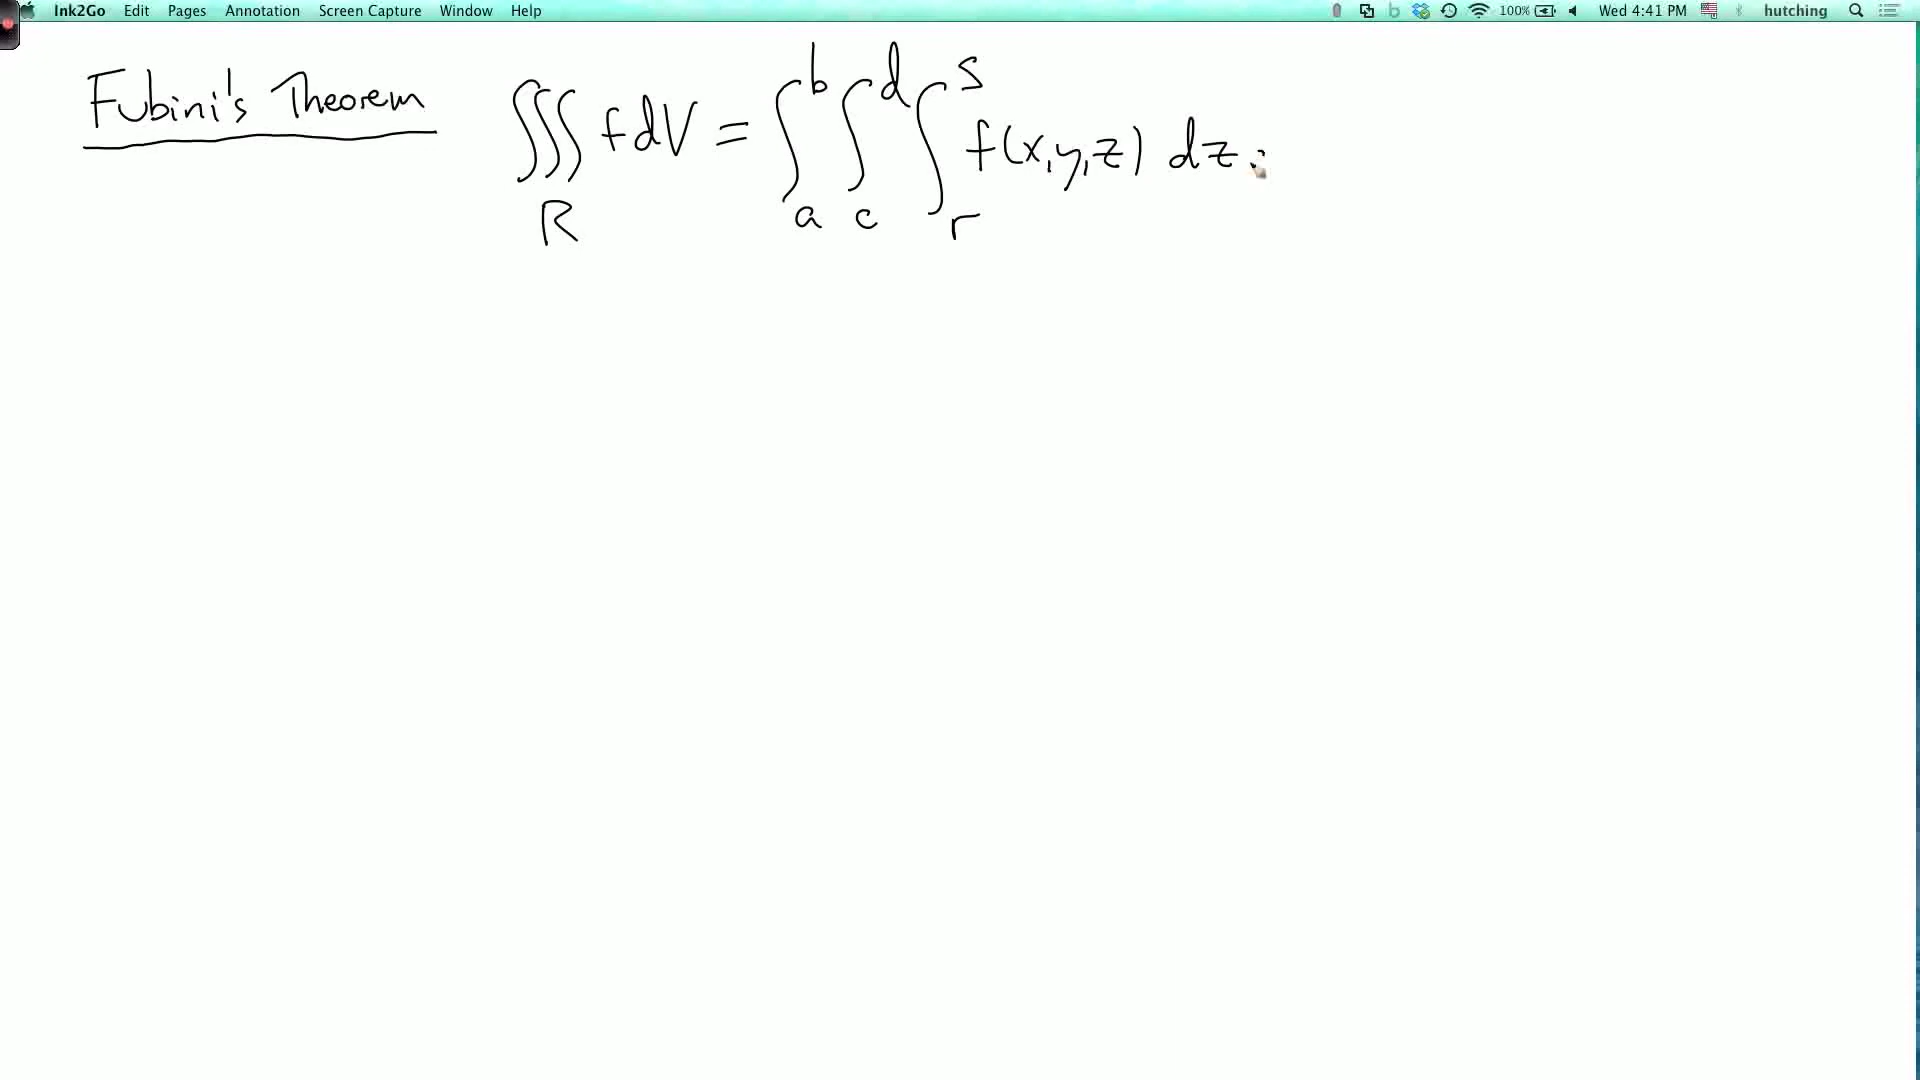 Ink2Go Edit Pages Annotation Screen Capture Window Help 100% Wed 4:41 PM hutching
Fubini's Theorem ∭_R f dV = ∫_a^b ∫_c^d ∫_r^s f(x,y,z) dz